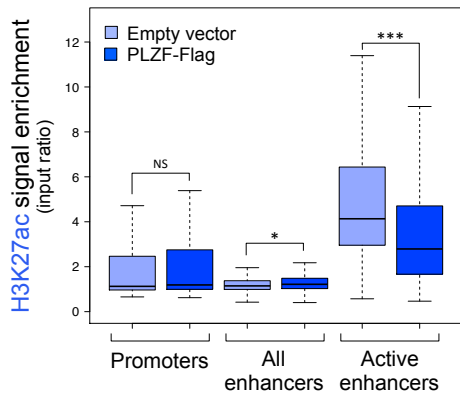 Empty vector
PLZF-Flag
H3K27ac signal enrichment
(input ratio)
12
10
8
6
4
2
0
NS
*
***
Promoters
All
enhancers
Active
enhancers